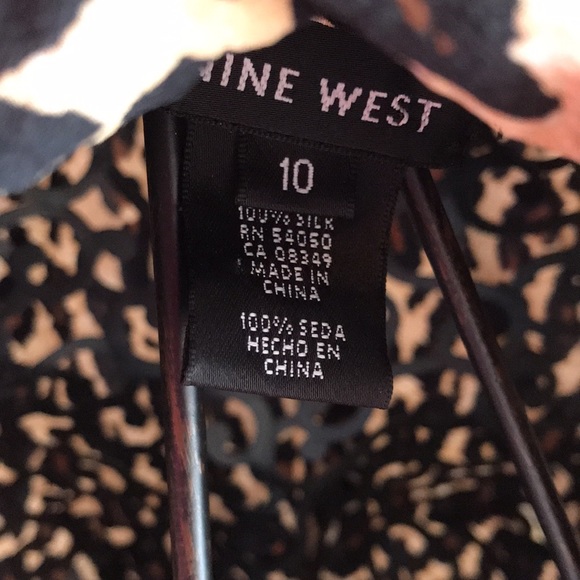 NINE WEST
10
100% SILK
RN 54050
CA 08349
MADE IN
CHINA
100% SEDA
HECHO EN
CHINA